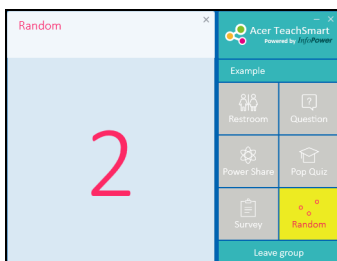 Random
2
Acer TeachSmart
Powered by InfoPower
Example
Restroom
Question
Power Share
Pop Quiz
Survey
Random
Leave group